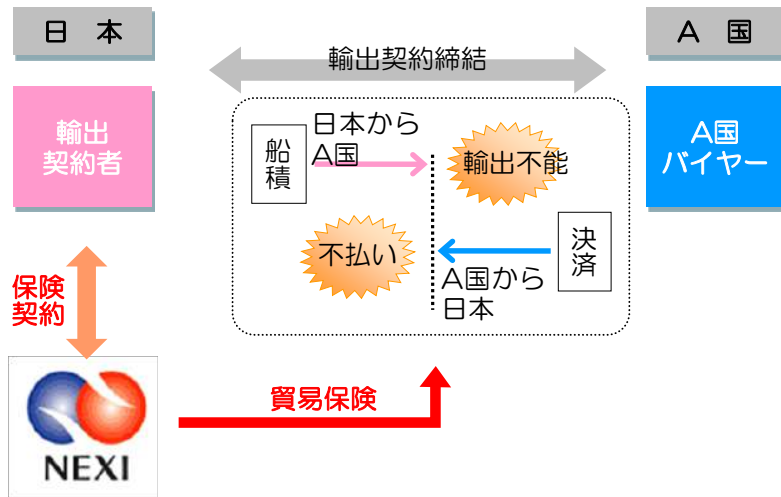 日 本
A 国
輸出契約締結
輸出
契約者
A国
バイヤー
船
積
日本から
A国
輸出不能
不払い
決
済
A国から
日本
保険
契約
貿易保険
NEXI